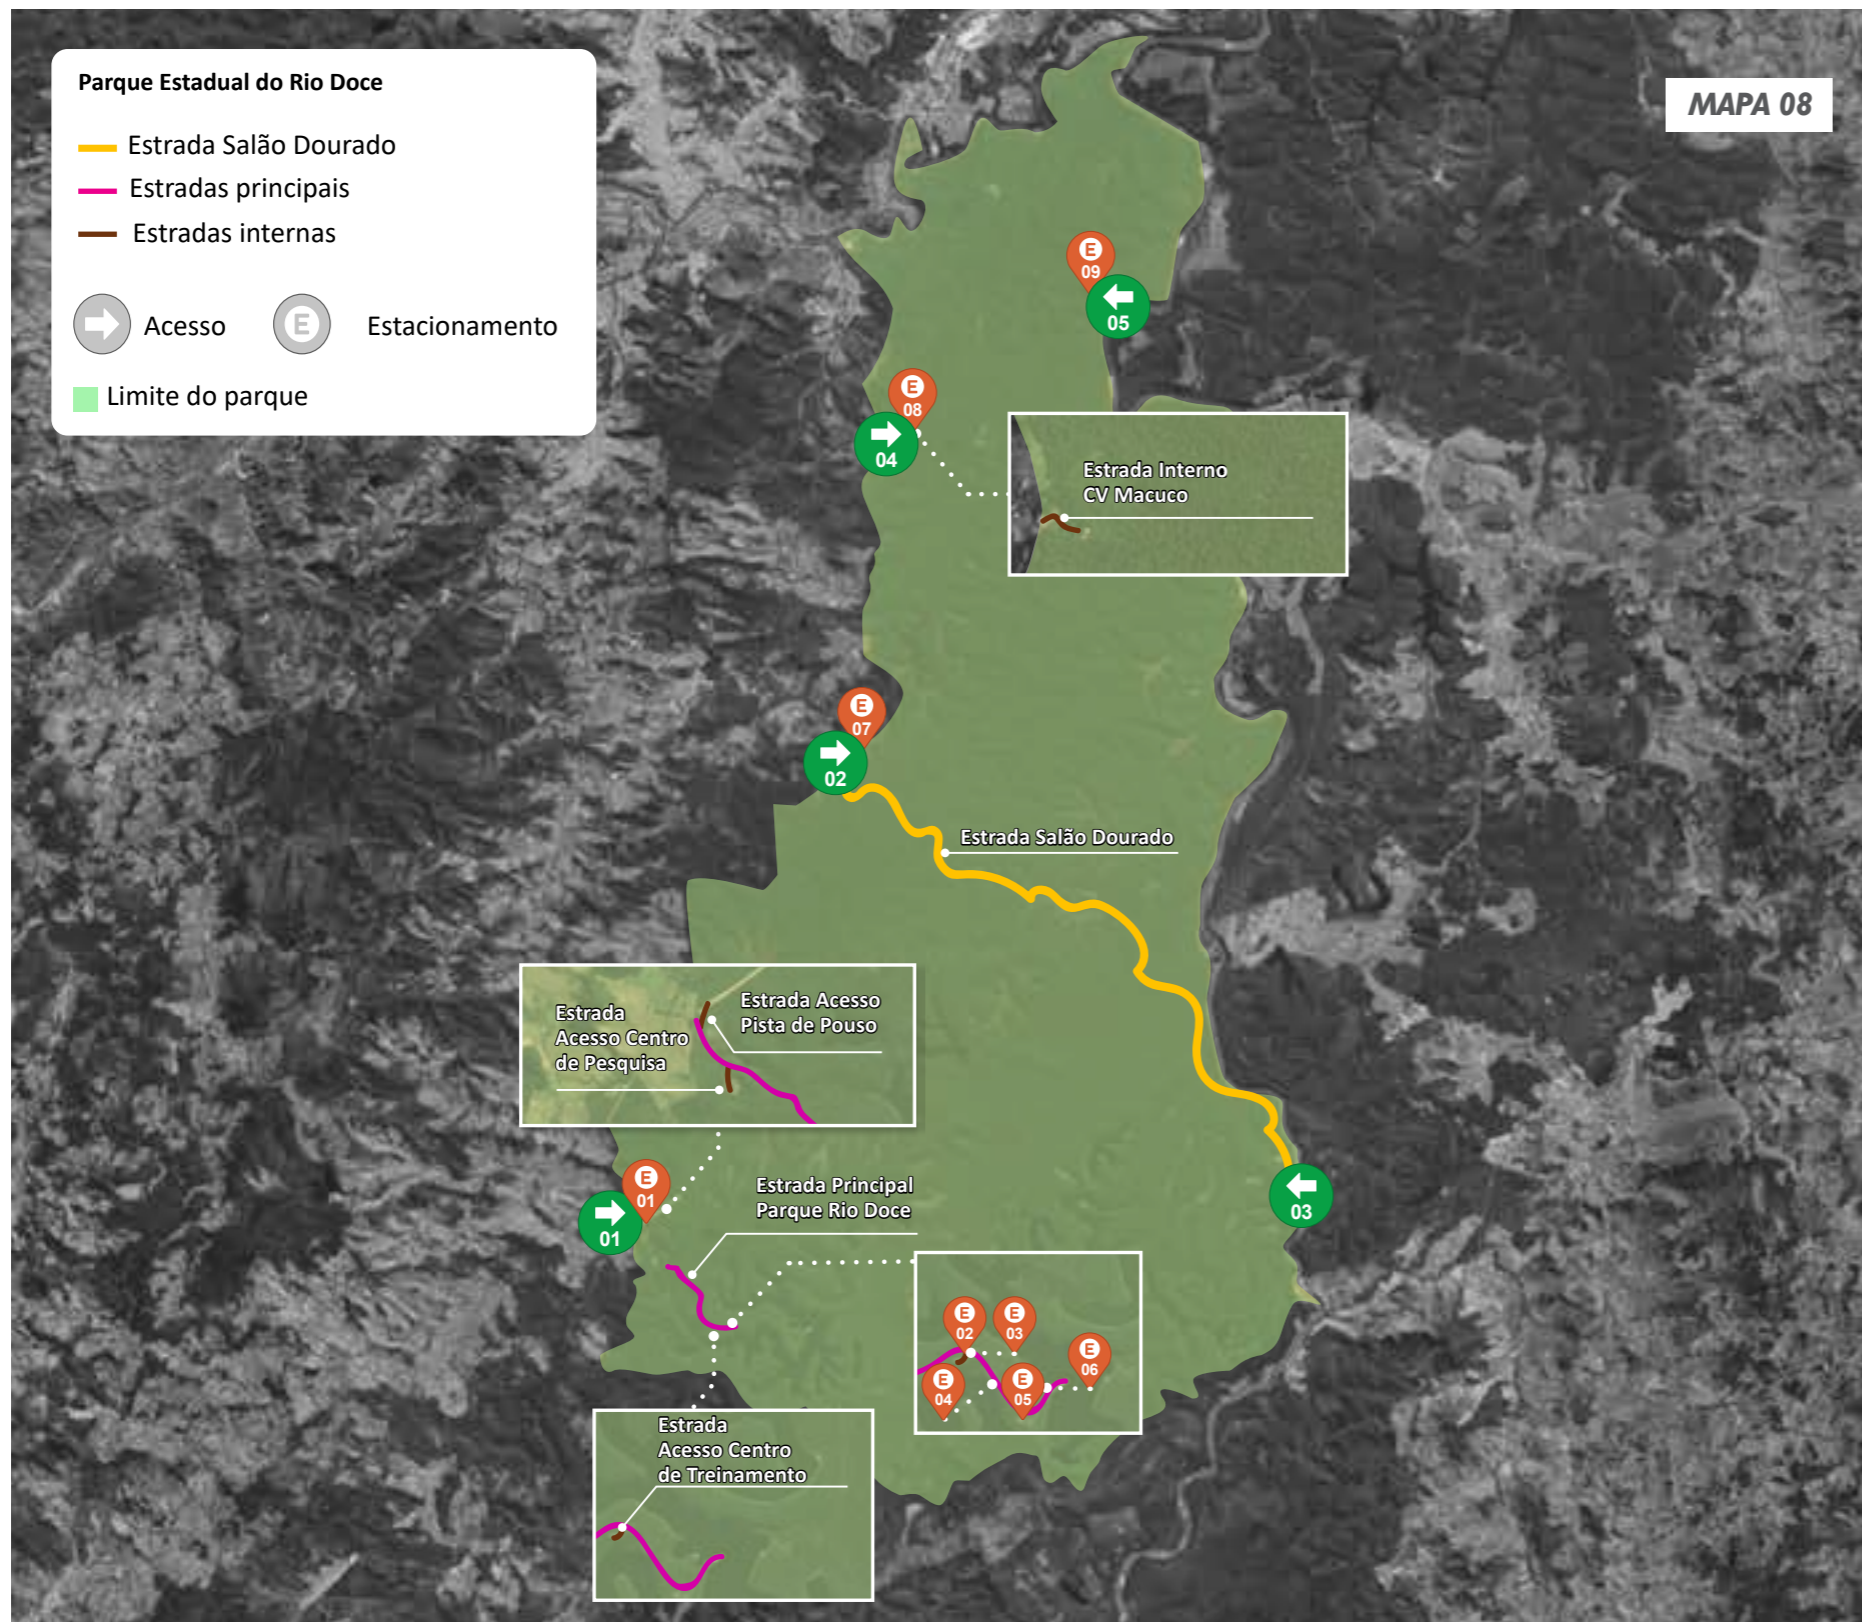 Parque Estadual do Rio Doce
Estrada Salão Dourado
Estradas principais
Estradas internas
Acesso
E
Estacionamento
Limite do parque
MAPA 08
E
09
05
E
08
04
Estrada Interno
CV Macuco
E
07
02
Estrada Salão Dourado
Estrada
Acesso Centro
de Pesquisa
Estrada Acesso
Pista de Pouso
E
01
01
Estrada Principal
Parque Rio Doce
03
E
02
E
03
E
04
E
05
E
06
Estrada
Acesso Centro
de Treinamento